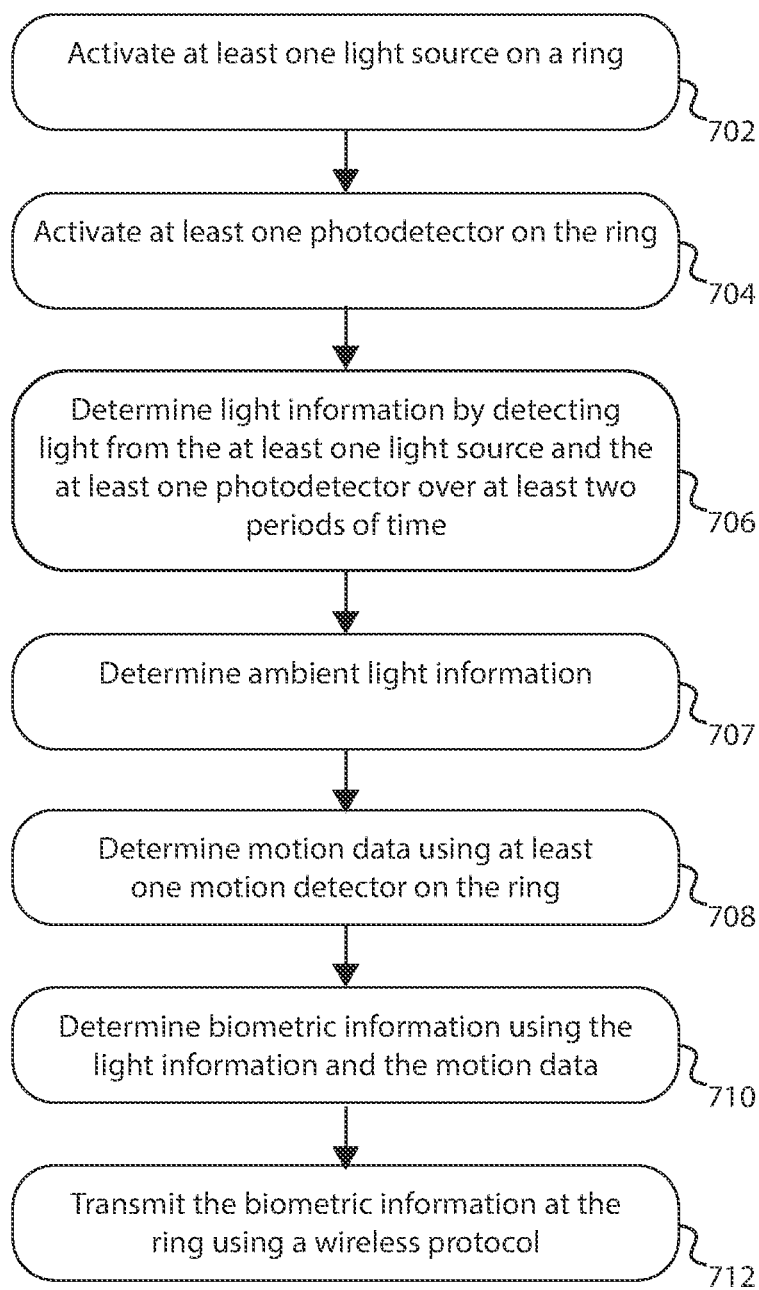 Activate at least one light source on a ring
702
Activate at least one photodetector on the ring
704
Determine light information by detecting
light from the at least one light source and the
at least one photodetector over at least two
periods of time
706
Determine ambient light information
707
Determine motion data using at least
one motion detector on the ring
708
Determine biometric information using the
light information and the motion data
710
Transmit the biometric information at the
ring using a wireless protocol
712